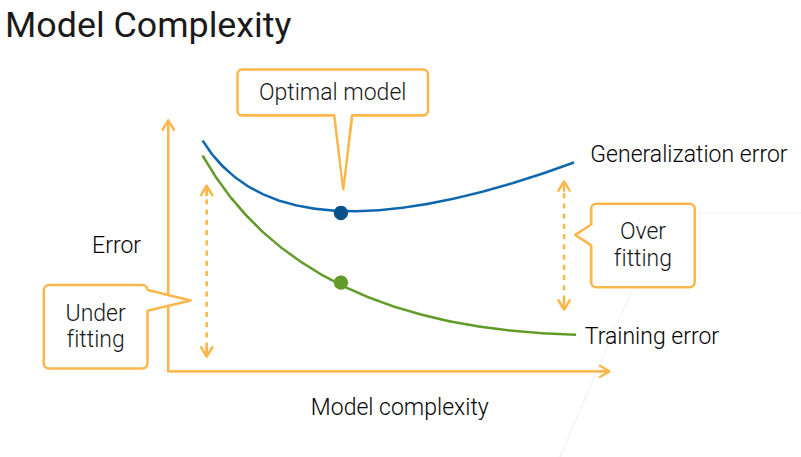 Model Complexity
Optimal model
Generalization error
Over
fitting
Error
Under
fitting
Training error
Model complexity